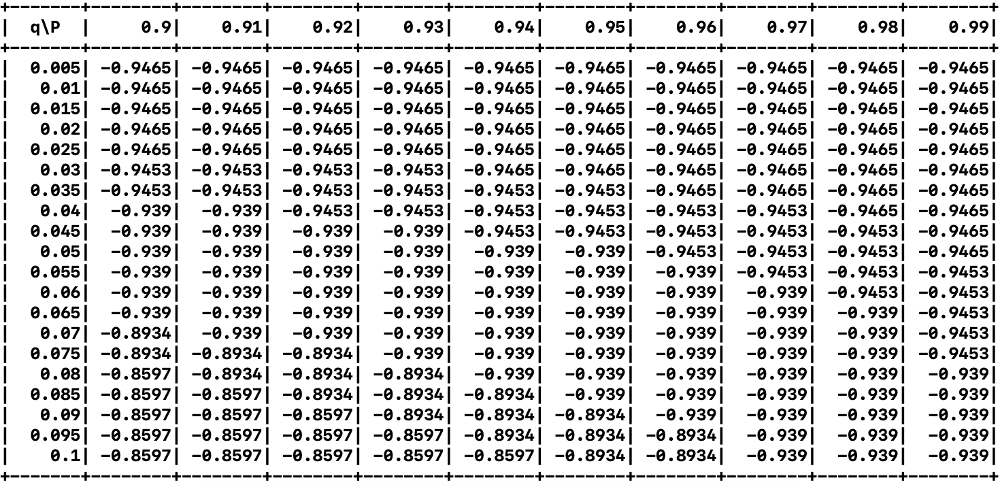 +--------+--------+--------+--------+--------+--------+--------+--------+--------+--------+--------+
|  q\P  |     0.9|    0.91|    0.92|    0.93|    0.94|    0.95|    0.96|    0.97|    0.98|    0.99|
+--------+--------+--------+--------+--------+--------+--------+--------+--------+--------+--------+
|  0.005| -0.9465| -0.9465| -0.9465| -0.9465| -0.9465| -0.9465| -0.9465| -0.9465| -0.9465| -0.9465|
|   0.01| -0.9465| -0.9465| -0.9465| -0.9465| -0.9465| -0.9465| -0.9465| -0.9465| -0.9465| -0.9465|
|  0.015| -0.9465| -0.9465| -0.9465| -0.9465| -0.9465| -0.9465| -0.9465| -0.9465| -0.9465| -0.9465|
|   0.02| -0.9465| -0.9465| -0.9465| -0.9465| -0.9465| -0.9465| -0.9465| -0.9465| -0.9465| -0.9465|
|  0.025| -0.9465| -0.9465| -0.9465| -0.9465| -0.9465| -0.9465| -0.9465| -0.9465| -0.9465| -0.9465|
|   0.03| -0.9453| -0.9453| -0.9453| -0.9465| -0.9465| -0.9465| -0.9465| -0.9465| -0.9465| -0.9465|
|  0.035| -0.9453| -0.9453| -0.9453| -0.9453| -0.9453| -0.9453| -0.9465| -0.9465| -0.9465| -0.9465|
|   0.04|  -0.939|  -0.939| -0.9453| -0.9453| -0.9453| -0.9453| -0.9453| -0.9453| -0.9465| -0.9465|
|  0.045|  -0.939|  -0.939|  -0.939|  -0.939| -0.9453| -0.9453| -0.9453| -0.9453| -0.9453| -0.9465|
|   0.05|  -0.939|  -0.939|  -0.939|  -0.939|  -0.939|  -0.939| -0.9453| -0.9453| -0.9453| -0.9465|
|  0.055|  -0.939|  -0.939|  -0.939|  -0.939|  -0.939|  -0.939|  -0.939| -0.9453| -0.9453| -0.9453|
|   0.06|  -0.939|  -0.939|  -0.939|  -0.939|  -0.939|  -0.939|  -0.939|  -0.939| -0.9453| -0.9453|
|  0.065|  -0.939|  -0.939|  -0.939|  -0.939|  -0.939|  -0.939|  -0.939|  -0.939|  -0.939| -0.9453|
|   0.07| -0.8934|  -0.939|  -0.939|  -0.939|  -0.939|  -0.939|  -0.939|  -0.939|  -0.939| -0.9453|
|  0.075| -0.8934| -0.8934| -0.8934|  -0.939|  -0.939|  -0.939|  -0.939|  -0.939|  -0.939| -0.9453|
|   0.08| -0.8597| -0.8934| -0.8934| -0.8934|  -0.939|  -0.939|  -0.939|  -0.939|  -0.939|  -0.939|
|  0.085| -0.8597| -0.8597| -0.8934| -0.8934| -0.8934|  -0.939|  -0.939|  -0.939|  -0.939|  -0.939|
|   0.09| -0.8597| -0.8597| -0.8597| -0.8934| -0.8934| -0.8934|  -0.939|  -0.939|  -0.939|  -0.939|
|  0.095| -0.8597| -0.8597| -0.8597| -0.8597| -0.8934| -0.8934| -0.8934|  -0.939|  -0.939|  -0.939|
|    0.1| -0.8597| -0.8597| -0.8597| -0.8597| -0.8597| -0.8934| -0.8934|  -0.939|  -0.939|  -0.939|
+--------+--------+--------+--------+--------+--------+--------+--------+--------+--------+--------+